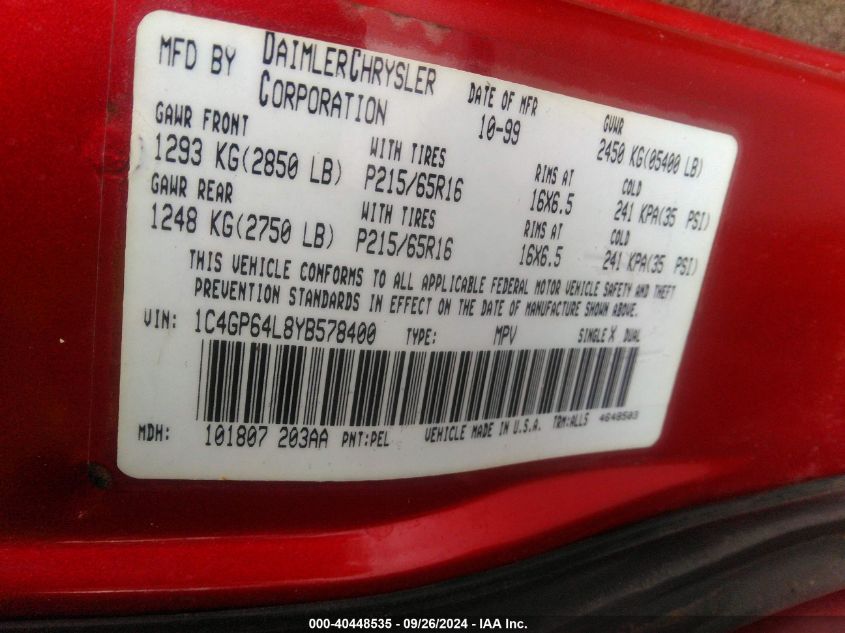 MFD BY DAIMLERCHRYSLER CORPORATION
DATE OF MFR 10-99
GVWR 2450 KG(05400 LB)
GAWR FRONT
1293 KG(2850 LB)
WITH TIRES
P215/65R16
RIMS AT
16X6.5
COLD
241 KPA(35 PSI)
GAWR REAR
1248 KG(2750 LB)
WITH TIRES
P215/65R16
RIMS AT
16X6.5
COLD
241 KPA(35 PSI)
THIS VEHICLE CONFORMS TO ALL APPLICABLE FEDERAL MOTOR VEHICLE SAFETY AND THEFT
PREVENTION STANDARDS IN EFFECT ON THE DATE OF MANUFACTURE SHOWN ABOVE.
VIN: 1C4GP64L8YB578400 TYPE: MPV SINGLE X DUAL
MDH: 101807 203AA PNT:PEL VEHICLE MADE IN U.S.A. TRM:ALL5 4648503
000-40448535 - 09/26/2024 - IAA Inc.